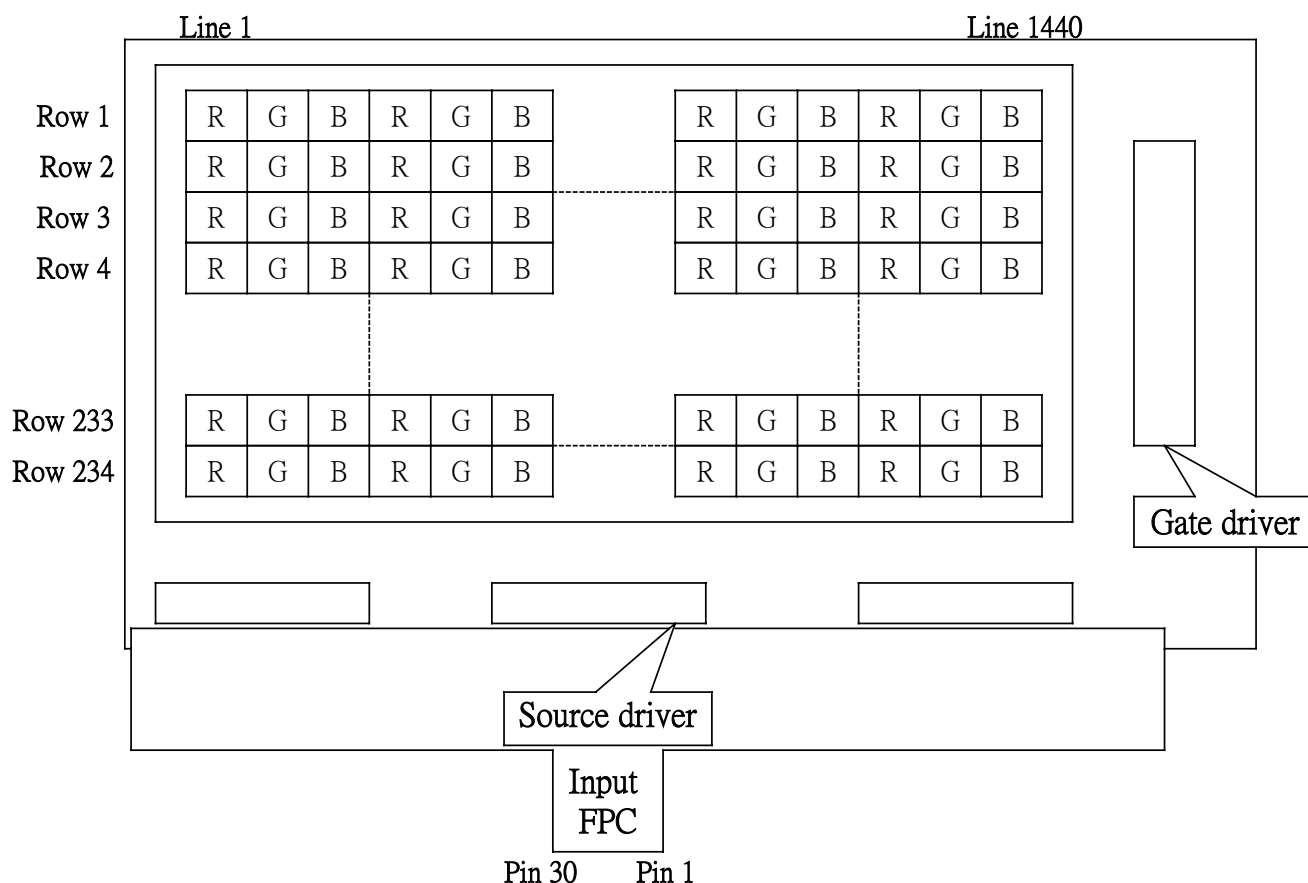 Line 1 Line 1440
Row 1 R G B R G B R G B R G B
Row 2 R G B R G B R G B R G B
Row 3 R G B R G B R G B R G B
Row 4 R G B R G B R G B R G B
Row 233 R G B R G B R G B R G B
Row 234 R G B R G B R G B R G B
Gate driver
Source driver
Input
FPC
Pin 30 Pin 1